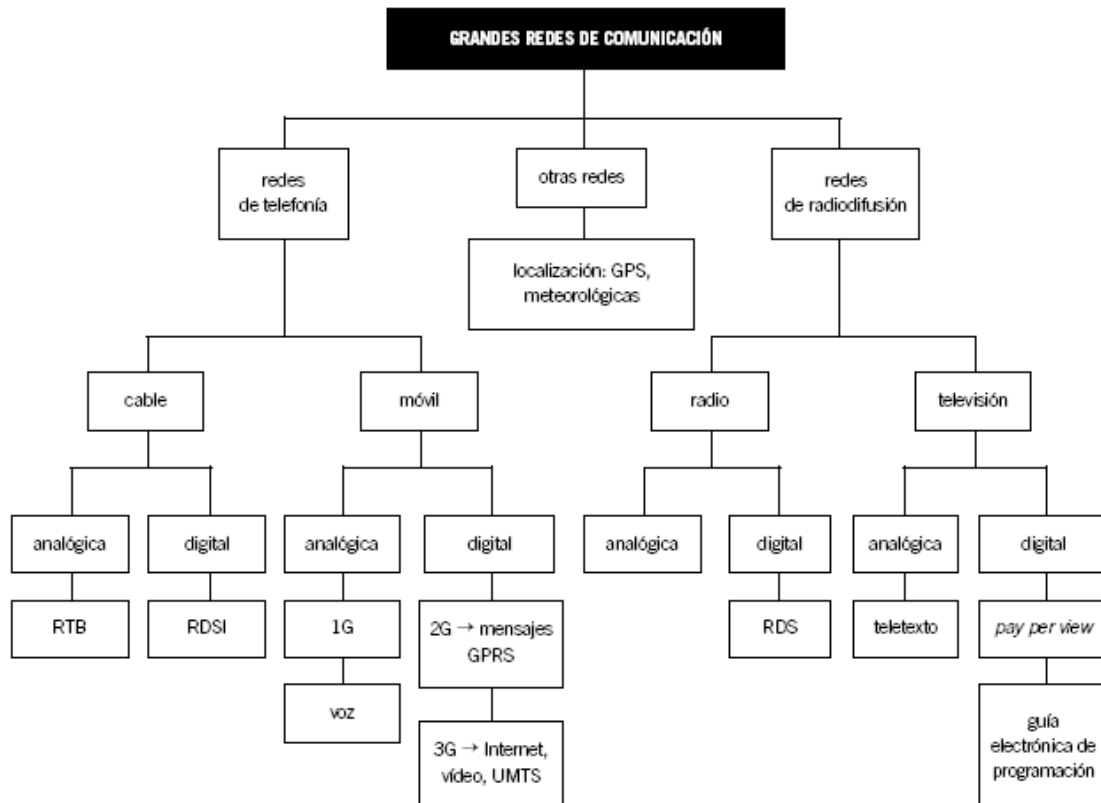 GRANDES REDES DE COMUNICACIÓN
redes
de telefonía
otras redes
redes
de radiodifusión
localización: GPS,
meteorológicas
cable
móvil
radio
televisión
analógica
digital
analógica
digital
analógica
digital
analógica
digital
RTB
RDSI
1G
2G → mensajes
GPRS
RDS
teletexto
pay per view
voz
3G → Internet,
vídeo, UMTS
guía
electrónica de
programación